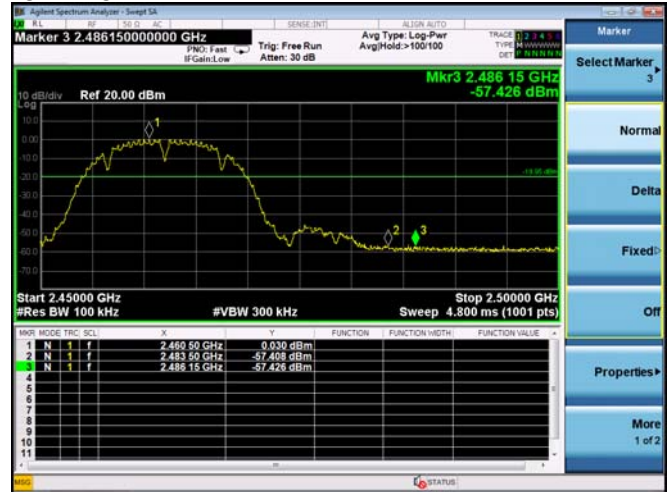 Agilent Spectrum Analyzer - Swept SA
RL RF 50 Ω AC SENSE:INT ALIGN AUTO
Marker 3 2.486150000000 GHz
PNO: Fast
IFGain:Low
Trig: Free Run
Atten: 30 dB
Avg Type: Log-Pwr
Avg|Hold:>100/100
TRACE 1 2 3 4 5 6
TYPE MWWWWW
DET P NNNNN
Mkr3 2.486 15 GHz
-57.426 dBm
10 dB/div Ref 20.00 dBm
Log
10.0
0.00
-10.0
-20.0
-30.0
-40.0
-50.0
-60.0
-70.0
1
2
3
-19.95 dBm
Start 2.45000 GHz
Stop 2.50000 GHz
#Res BW 100 kHz
#VBW 300 kHz
Sweep 4.800 ms (1001 pts)
MKR MODE TRC SCL X Y FUNCTION FUNCTION WIDTH FUNCTION VALUE
1 N 1 f 2.460 50 GHz 0.030 dBm
2 N 1 f 2.483 50 GHz -57.408 dBm
3 N 1 f 2.486 15 GHz -57.426 dBm
4
5
6
7
8
9
10
11
MSG
STATUS
Marker
Select Marker
3
Normal
Delta
Fixed
Off
Properties
More
1 of 2